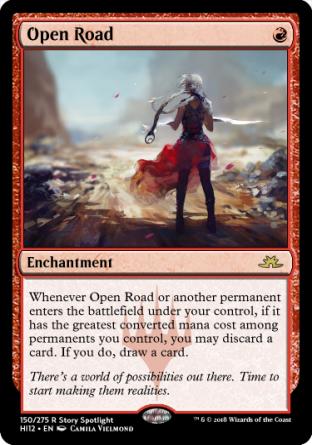 Open Road
Enchantment
Whenever Open Road or another permanent
enters the battlefield under your control, if it
has the greatest converted mana cost among
permanents you control, you may discard a
card. If you do, draw a card.
There's a world of possibilities out there. Time to
start making them realities.
150/275 R Story Spotlight
HI12 • EN Camila Vielmond
™ & © 2018 Wizards of the Coast